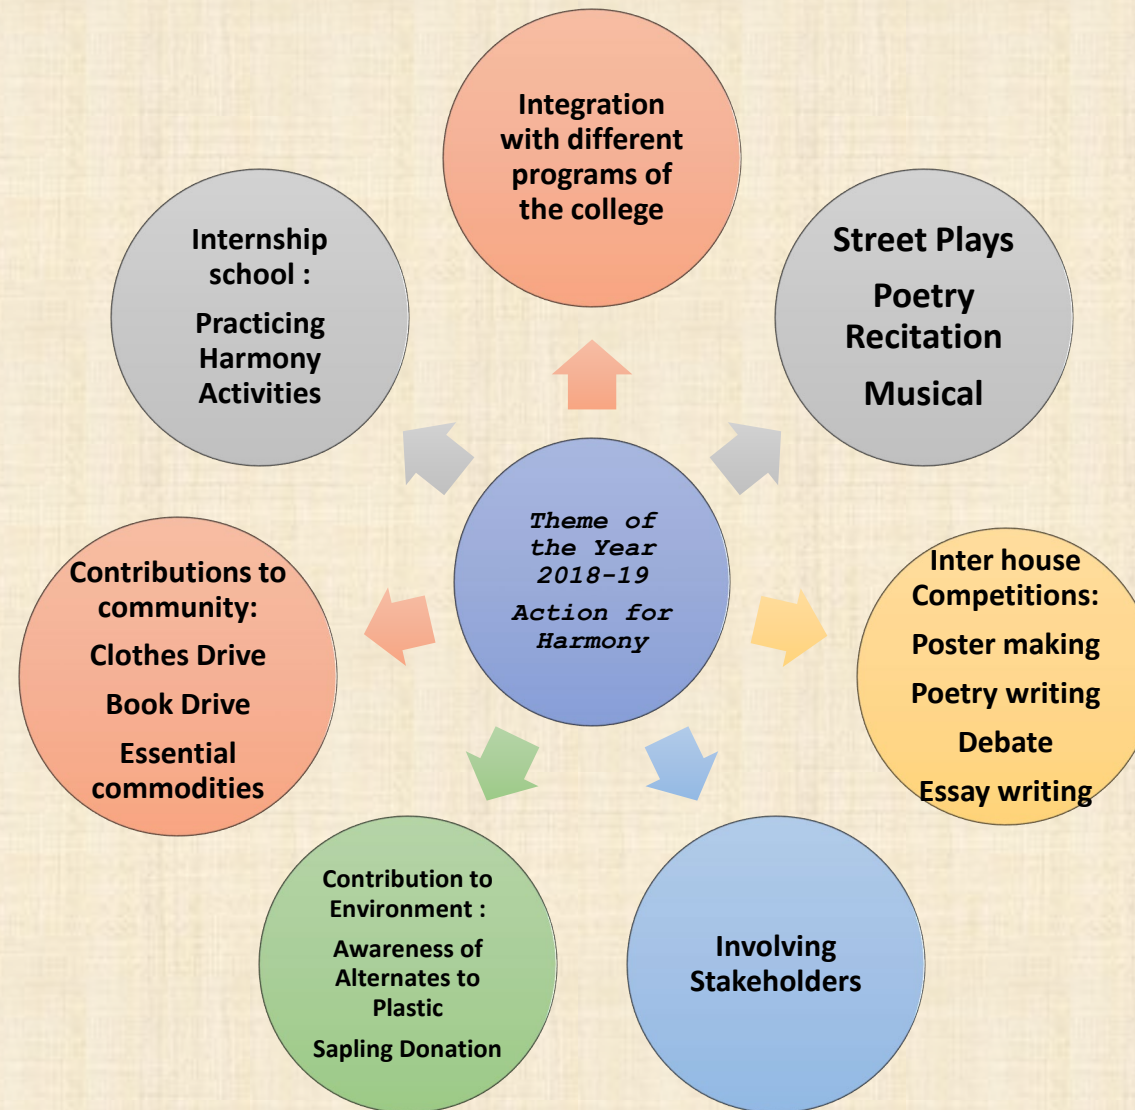 Integration
with different
programs of
the college
Street Plays
Poetry
Recitation
Musical
Inter house
Competitions:
Poster making
Poetry writing
Debate
Essay writing
Involving
Stakeholders
Contribution to
Environment :
Awareness of
Alternates to
Plastic
Sapling Donation
Contributions to
community:
Clothes Drive
Book Drive
Essential
commodities
Internship
school :
Practicing
Harmony
Activities
Theme of
the Year
2018-19
Action for
Harmony